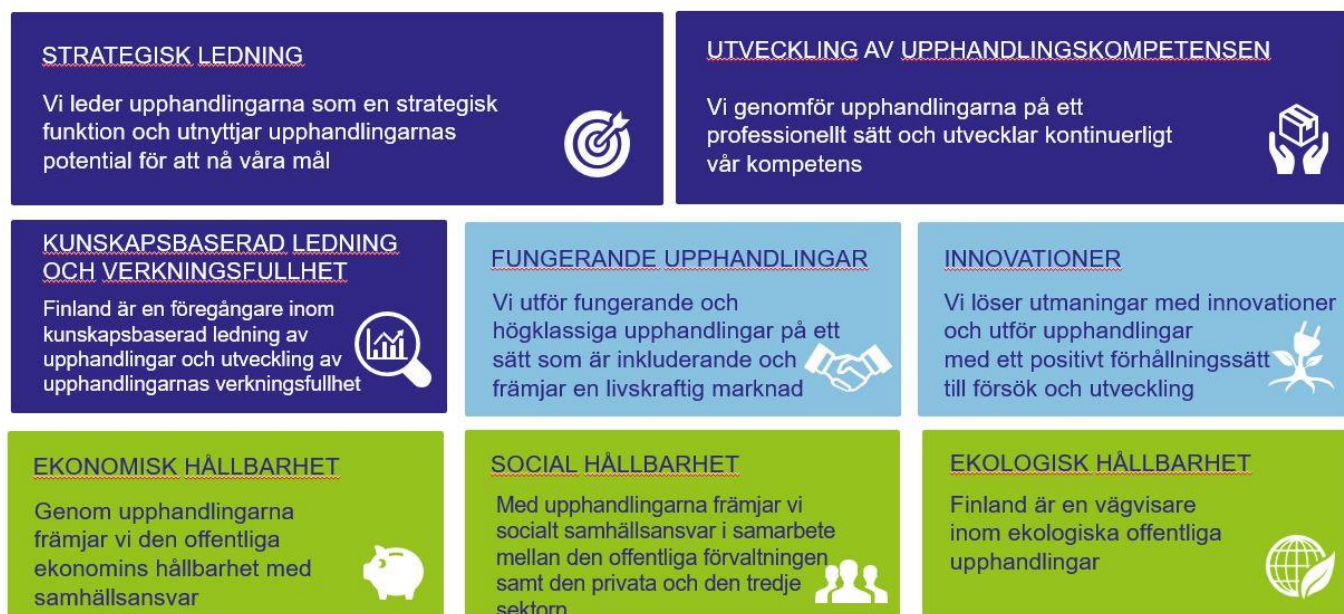 STRATEGISK LEDNING
Vi leder upphandlingarna som en strategisk
funktion och utnyttjar upphandlingarnas
potential för att nå våra mål
UTVECKLING AV UPPHANDLINGSKOMPETENSEN
Vi genomför upphandlingarna på ett
professionellt sätt och utvecklar kontinuerligt
vår kompetens
KUNSKAPSBASERAD LEDNING
OCH VERKNINGSFULLHET
Finland är en föregångare inom
kunskapsbaserad ledning av
upphandlingar och utveckling av
upphandlingarnas verkningsfullhet
FUNGERANDE UPPHANDLINGAR
Vi utför fungerande och
högklassiga upphandlingar på ett
sätt som är inkluderande och
främjar en livskraftig marknad
INNOVATIONER
Vi löser utmaningar med innovationer
och utför upphandlingar
med ett positivt förhållningssätt
till försök och utveckling
EKONOMISK HÅLLBARHET
Genom upphandlingarna
främjar vi den offentliga
ekonomins hållbarhet med
samhällsansvar
SOCIAL HÅLLBARHET
Med upphandlingarna främjar vi
socialt samhällsansvar i samarbete
mellan den offentliga förvaltningen
samt den privata och den tredje
sektorn
EKOLOGISK HÅLLBARHET
Finland är en vägvisare
inom ekologiska offentliga
upphandlingar